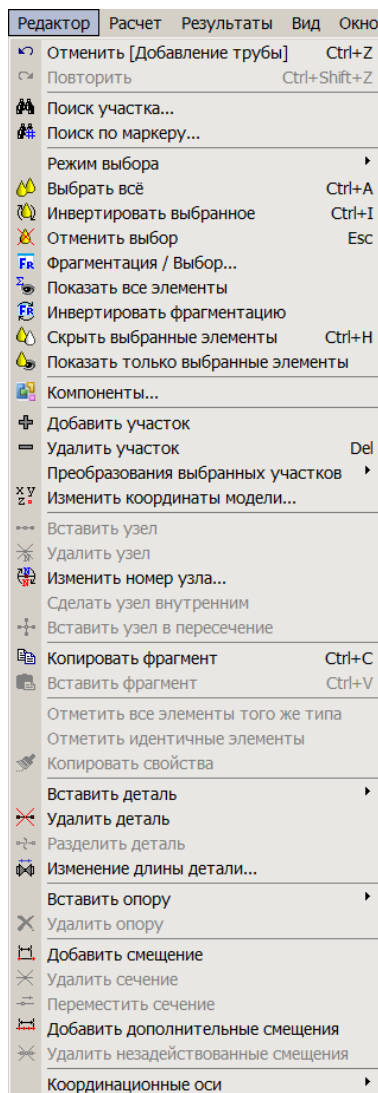 Редактор Расчет Результаты Вид Окно
Отменить [Добавление трубы] Ctrl+Z
Повторить Ctrl+Shift+Z
Поиск участка...
Поиск по маркеру...
Режим выбора
Выбрать всё Ctrl+A
Инвертировать выбранное Ctrl+I
Отменить выбор Esc
Фрагментация / Выбор...
Показать все элементы
Инвертировать фрагментацию
Скрыть выбранные элементы Ctrl+H
Показать только выбранные элементы
Компоненты...
Добавить участок
Удалить участок Del
Преобразования выбранных участков
Изменить координаты модели...
Вставить узел
Удалить узел
Изменить номер узла...
Сделать узел внутренним
Вставить узел в пересечение
Копировать фрагмент Ctrl+C
Вставить фрагмент Ctrl+V
Отметить все элементы того же типа
Отметить идентичные элементы
Копировать свойства
Вставить деталь
Удалить деталь
Разделить деталь
Изменение длины детали...
Вставить опору
Удалить опору
Добавить смещение
Удалить сечение
Переместить сечение
Добавить дополнительные смещения
Удалить незадействованные смещения
Координационные оси